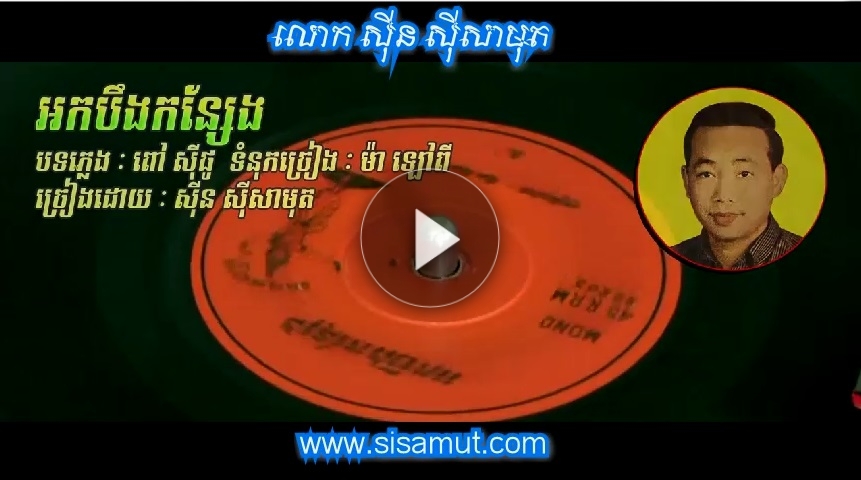 លោក ស៊ីន ស៊ីសាមុត
អកបឹងកន្សែង
បទភ្លេង : ពៅ ស៊ីផូ ទំនុកច្រៀង : ម៉ា ឡៅពី
ច្រៀងដោយ : ស៊ីន ស៊ីសាមុត
MONO
www.sisamut.com